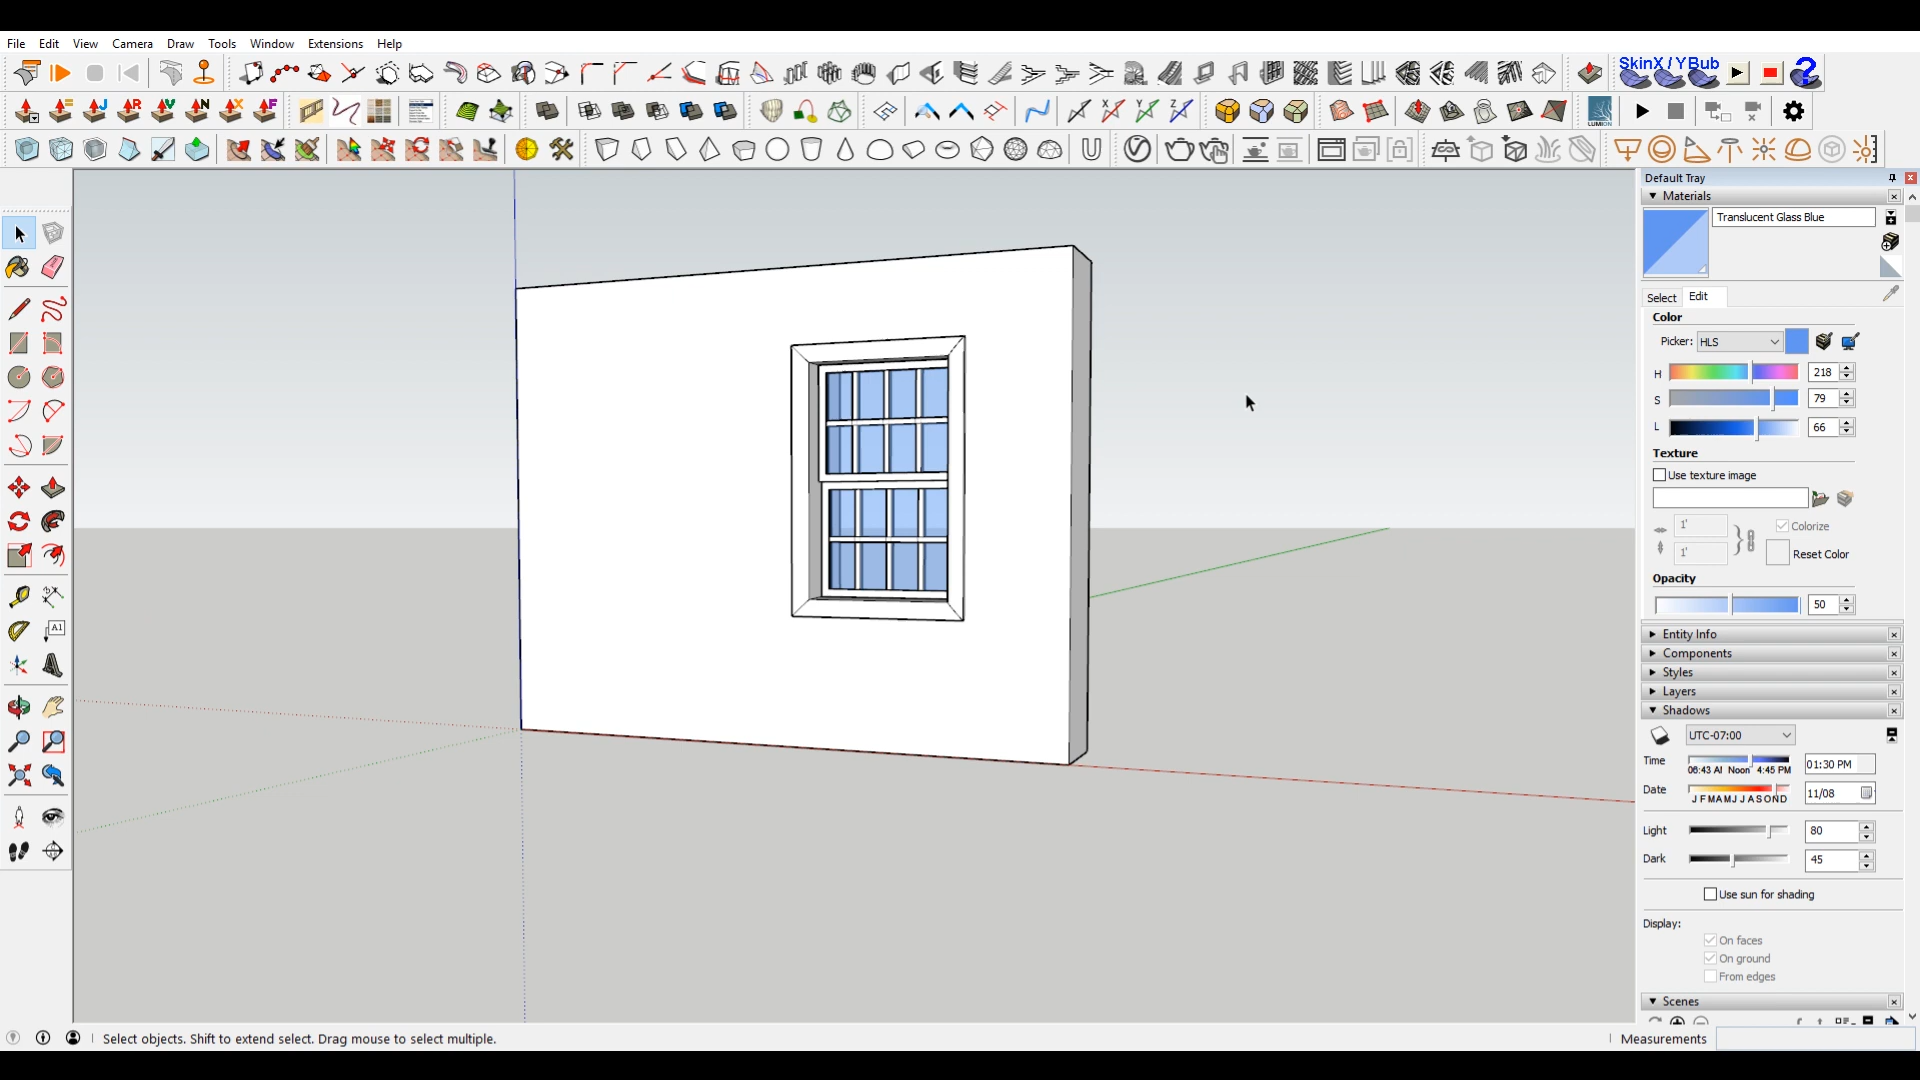 File Edit View Camera Draw Tools Window Extensions Help
SkinX / YBub
J R V N X F
X Y Z
LUMION
Default Tray
Materials
Translucent Glass Blue
Select Edit
Color
Picker: HLS
H 218
S 79
L 66
Texture
Use texture image
1'
Colorize
1'
Reset Color
Opacity
50
A1
Entity Info
Components
Styles
Layers
Shadows
UTC-07:00
Time 06:43 AM Noon 4:45 PM 01:30 PM
Date J F M A M J J A S O N D 11/08
Light 80
Dark 45
Use sun for shading
Display:
On faces
On ground
From edges
Scenes
Select objects. Shift to extend select. Drag mouse to select multiple.
Measurements